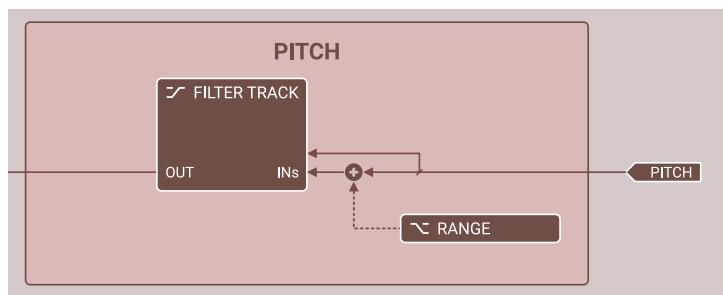 PITCH
FILTER TRACK
OUT INs
PITCH
RANGE